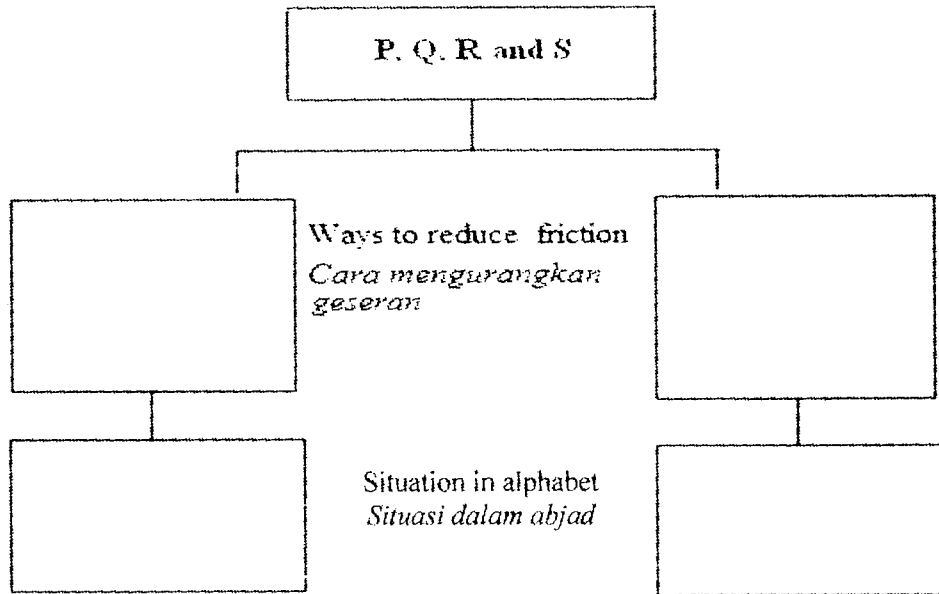 P. Q. R and S
Ways to reduce friction
Cara mengurangkan
geseran
Situation in alphabet
Situasi dalam abjad